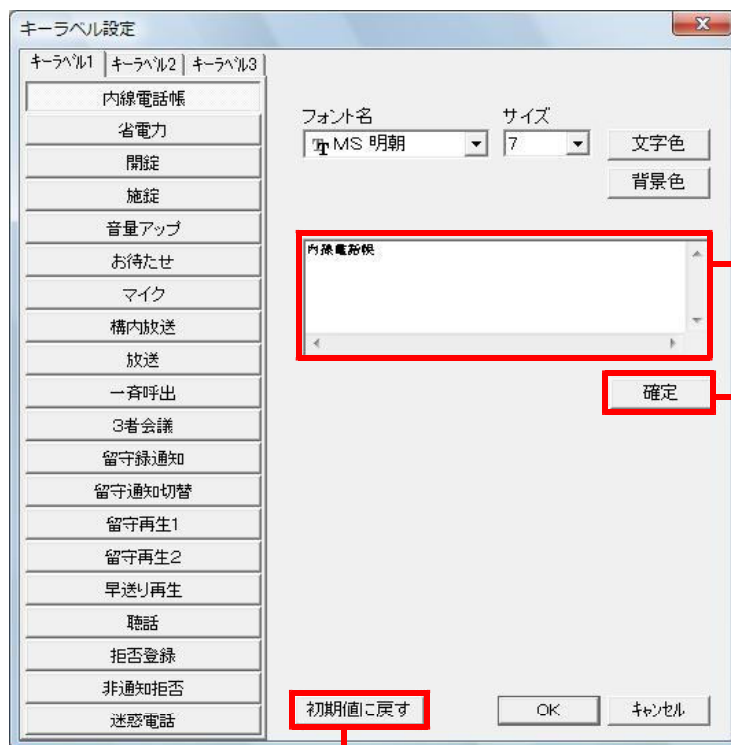 キーラベル設定
キーラベル1 キーラベル2 キーラベル3
内線電話帳
省電力
開錠
施錠
音量アップ
お待たせ
マイク
構内放送
放送
一斉呼出
3者会議
留守録通知
留守通知切替
留守再生1
留守再生2
早送り再生
聴話
拒否登録
非通知拒否
迷惑電話
フォント名 サイズ
MS 明朝 7 文字色
背景色
内線電話帳
確定
初期値に戻す OK キャンセル